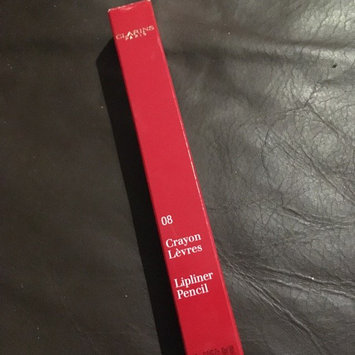 CLARINS
PARIS
08
Crayon
Lèvres
Lipliner
Pencil